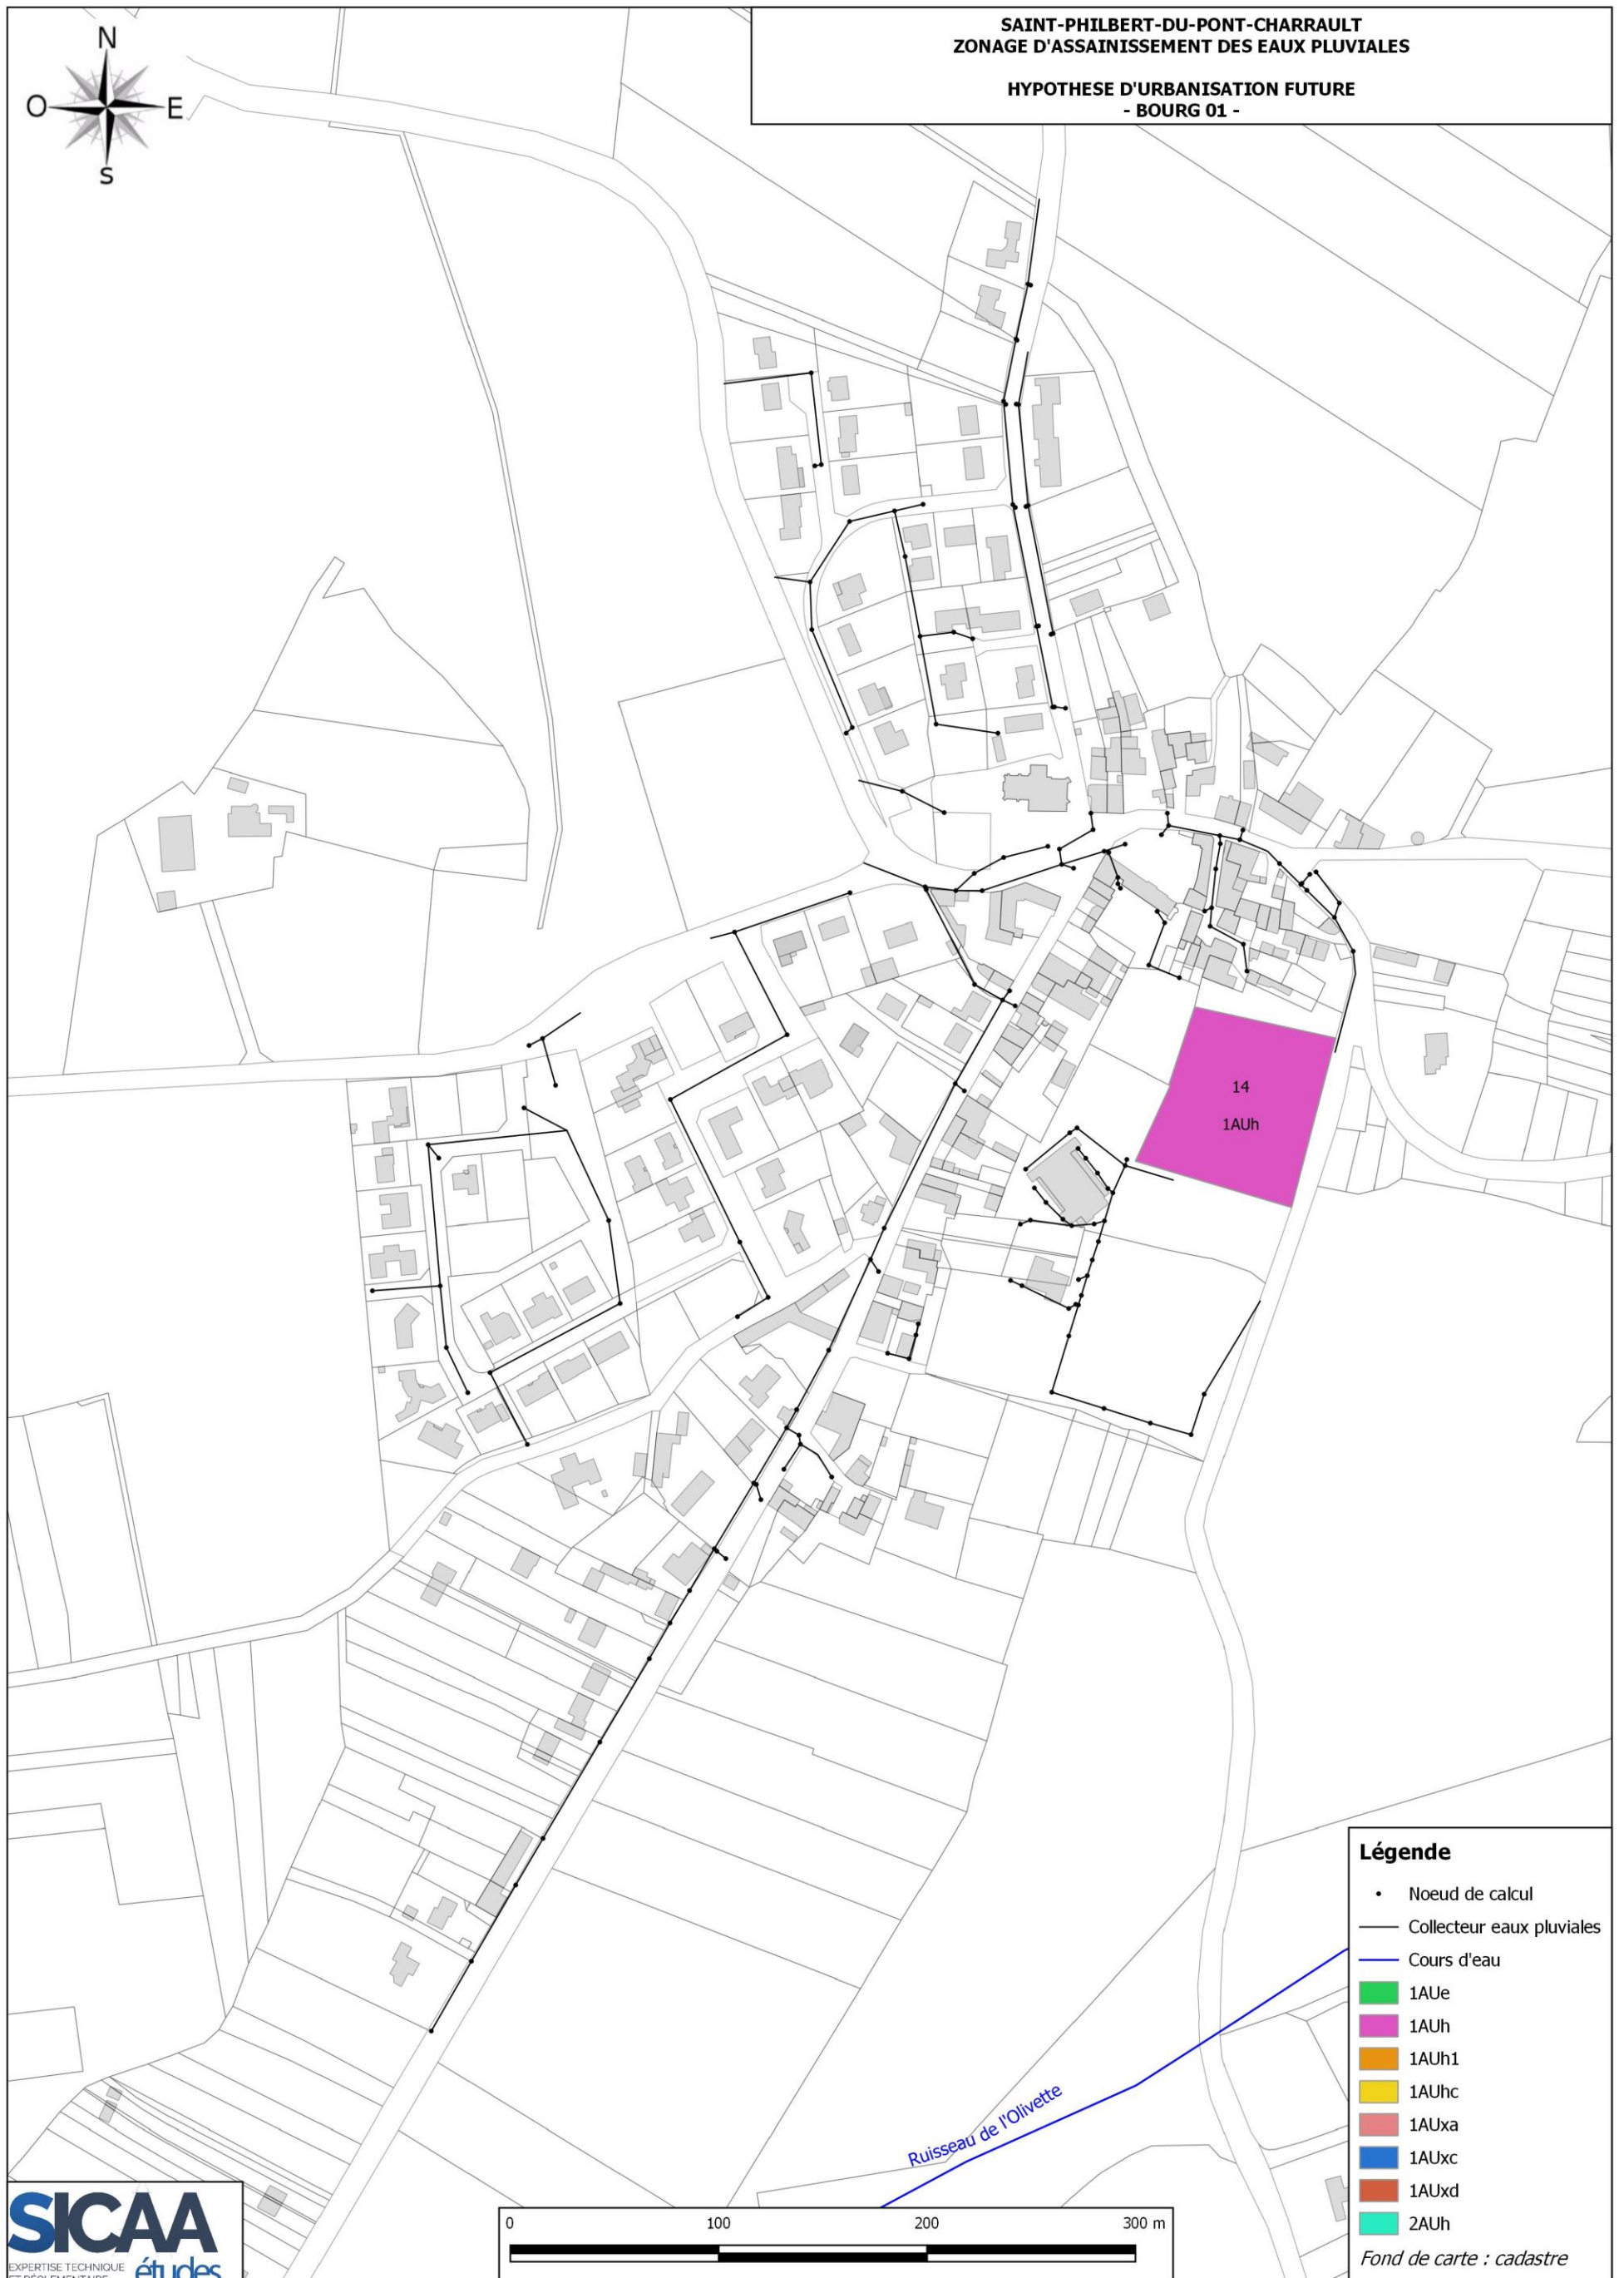 SAINT-PHILBERT-DU-PONT-CHARRAULT
ZONAGE D'ASSAINISSEMENT DES EAUX PLUVIALES
HYPOTHESE D'URBANISATION FUTURE
- BOURG 01 -
N
O
E
S
14
1AUh
Légende
Noeud de calcul
Collecteur eaux pluviales
Cours d'eau
1AUe
1AUh
1AUh1
1AUhc
1AUxa
1AUxc
1AUxd
2AUh
Fond de carte : cadastre
Ruisseau de l'Olivette
0 100 200 300 m
SICAA
EXPERTISE TECHNIQUE
ET RÉGLEMENTAIRE
études